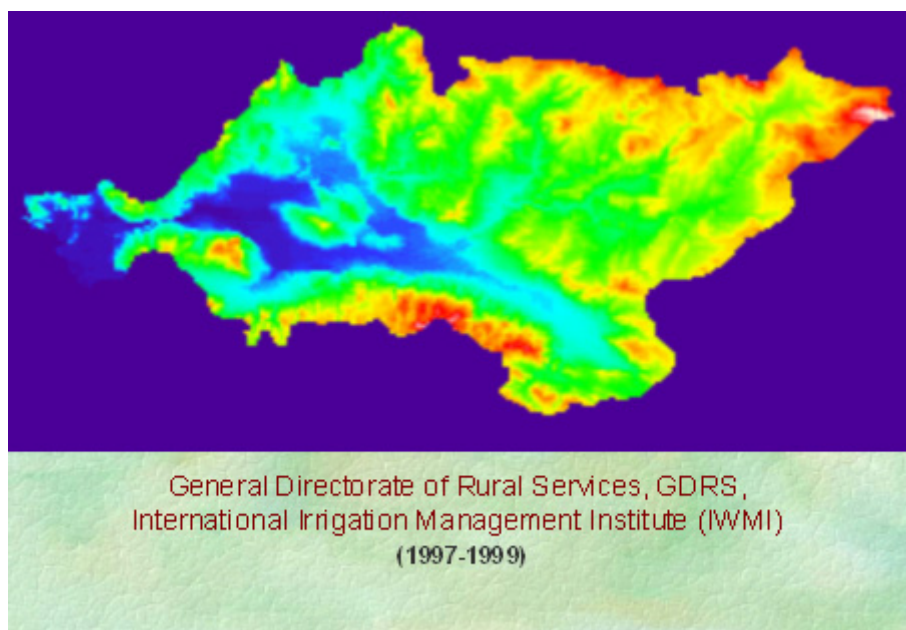 General Directorate of Rural Services, GDRS,
International Irrigation Management Institute (IWMI)
(1997-1999)